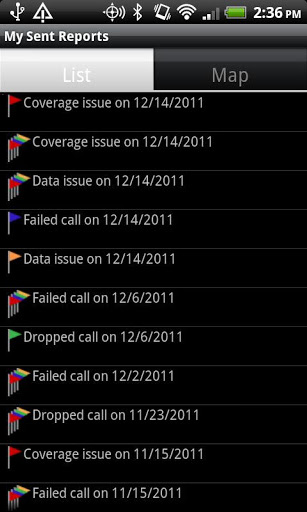 2:36 PM
My Sent Reports
List
Map
Coverage issue on 12/14/2011
Coverage issue on 12/14/2011
Data issue on 12/14/2011
Failed call on 12/14/2011
Data issue on 12/14/2011
Failed call on 12/6/2011
Dropped call on 12/6/2011
Failed call on 12/2/2011
Dropped call on 11/23/2011
Coverage issue on 11/15/2011
Failed call on 11/15/2011